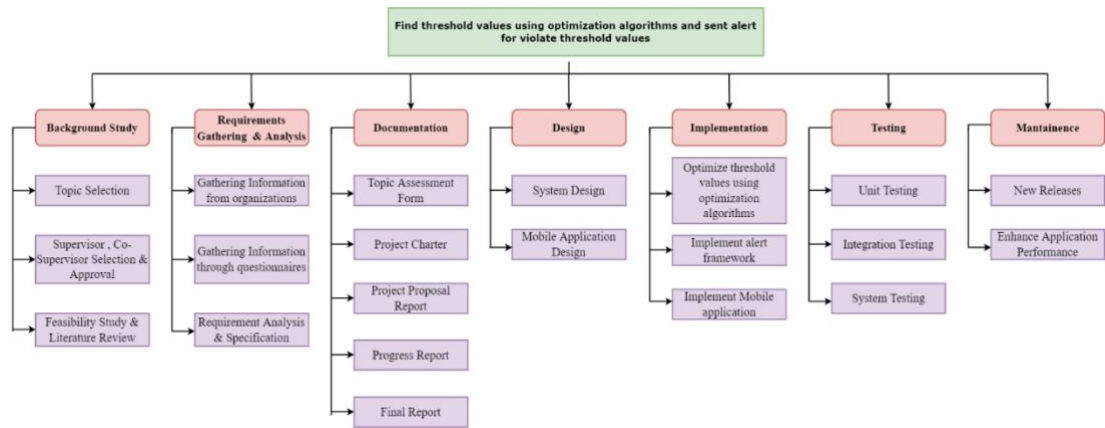 Find threshold values using optimization algorithms and sent alert
for violate threshold values
Background Study
Topic Selection
Supervisor , Co-
Supervisor Selection &
Approval
Feasibility Study &
Literature Review
Requirements
Gathering & Analysis
Gathering Information
from organizations
Gathering Information
through questionnaires
Requirement Analysis
& Specification
Documentation
Topic Assessment
Form
Project Charter
Project Proposal
Report
Progress Report
Final Report
Design
System Design
Mobile Application
Design
Implementation
Optimize threshold
values using
optimization
algorithms
Implement alert
framework
Implement Mobile
application
Testing
Unit Testing
Integration Testing
System Testing
Mantainence
New Releases
Enhance Application
Performance